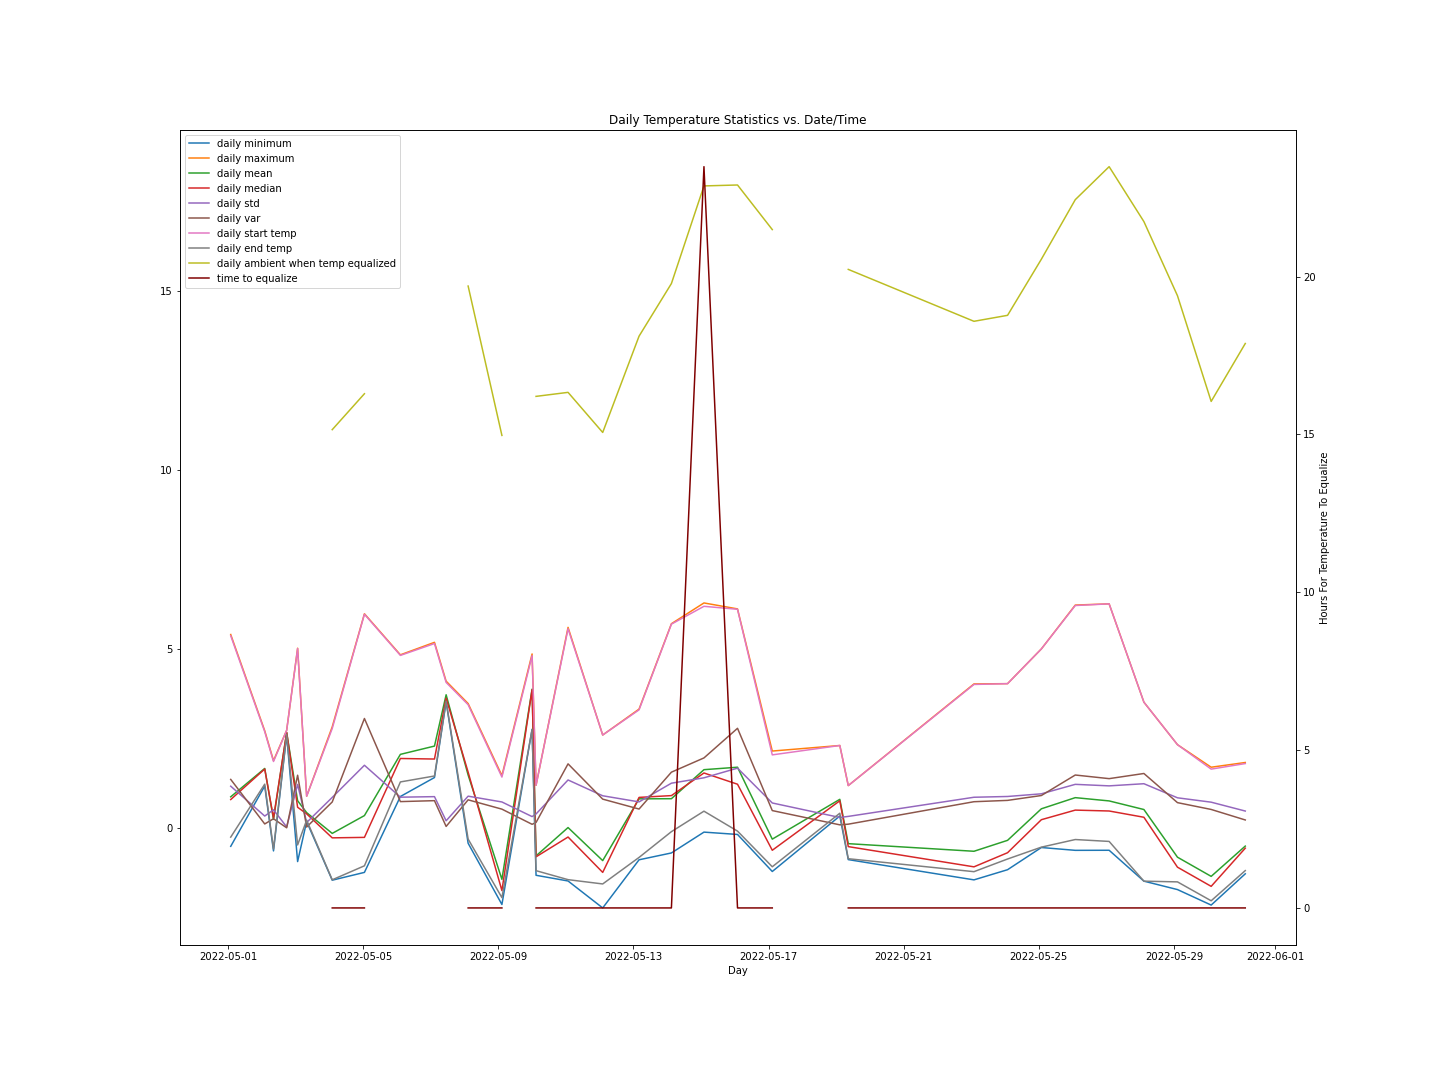 Daily Temperature Statistics vs. Date/Time
daily minimum
daily maximum
daily mean
daily median
daily std
daily var
daily start temp
daily end temp
daily ambient when temp equalized
time to equalize
15
10
5
0
20
15
10
5
0
Hours For Temperature To Equalize
2022-05-01 2022-05-05 2022-05-09 2022-05-13 2022-05-17 2022-05-21 2022-05-25 2022-05-29 2022-06-01
Day